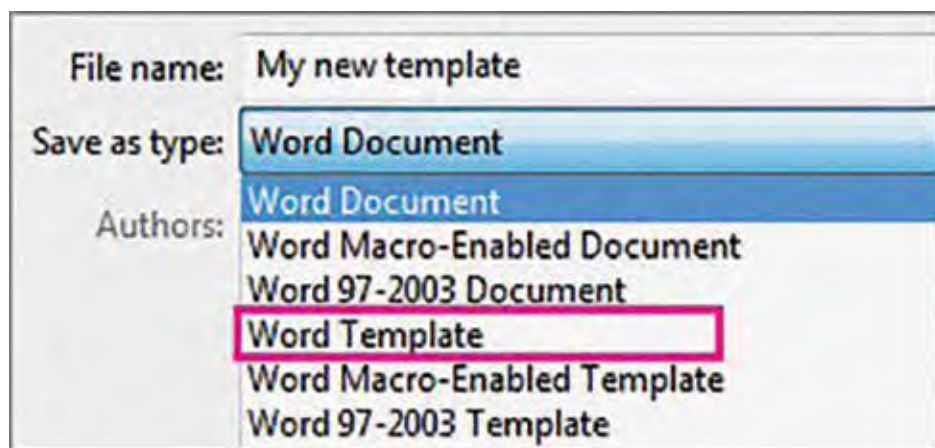 File name: My new template
Save as type: Word Document
Authors:
Word Document
Word Macro-Enabled Document
Word 97-2003 Document
Word Template
Word Macro-Enabled Template
Word 97-2003 Template